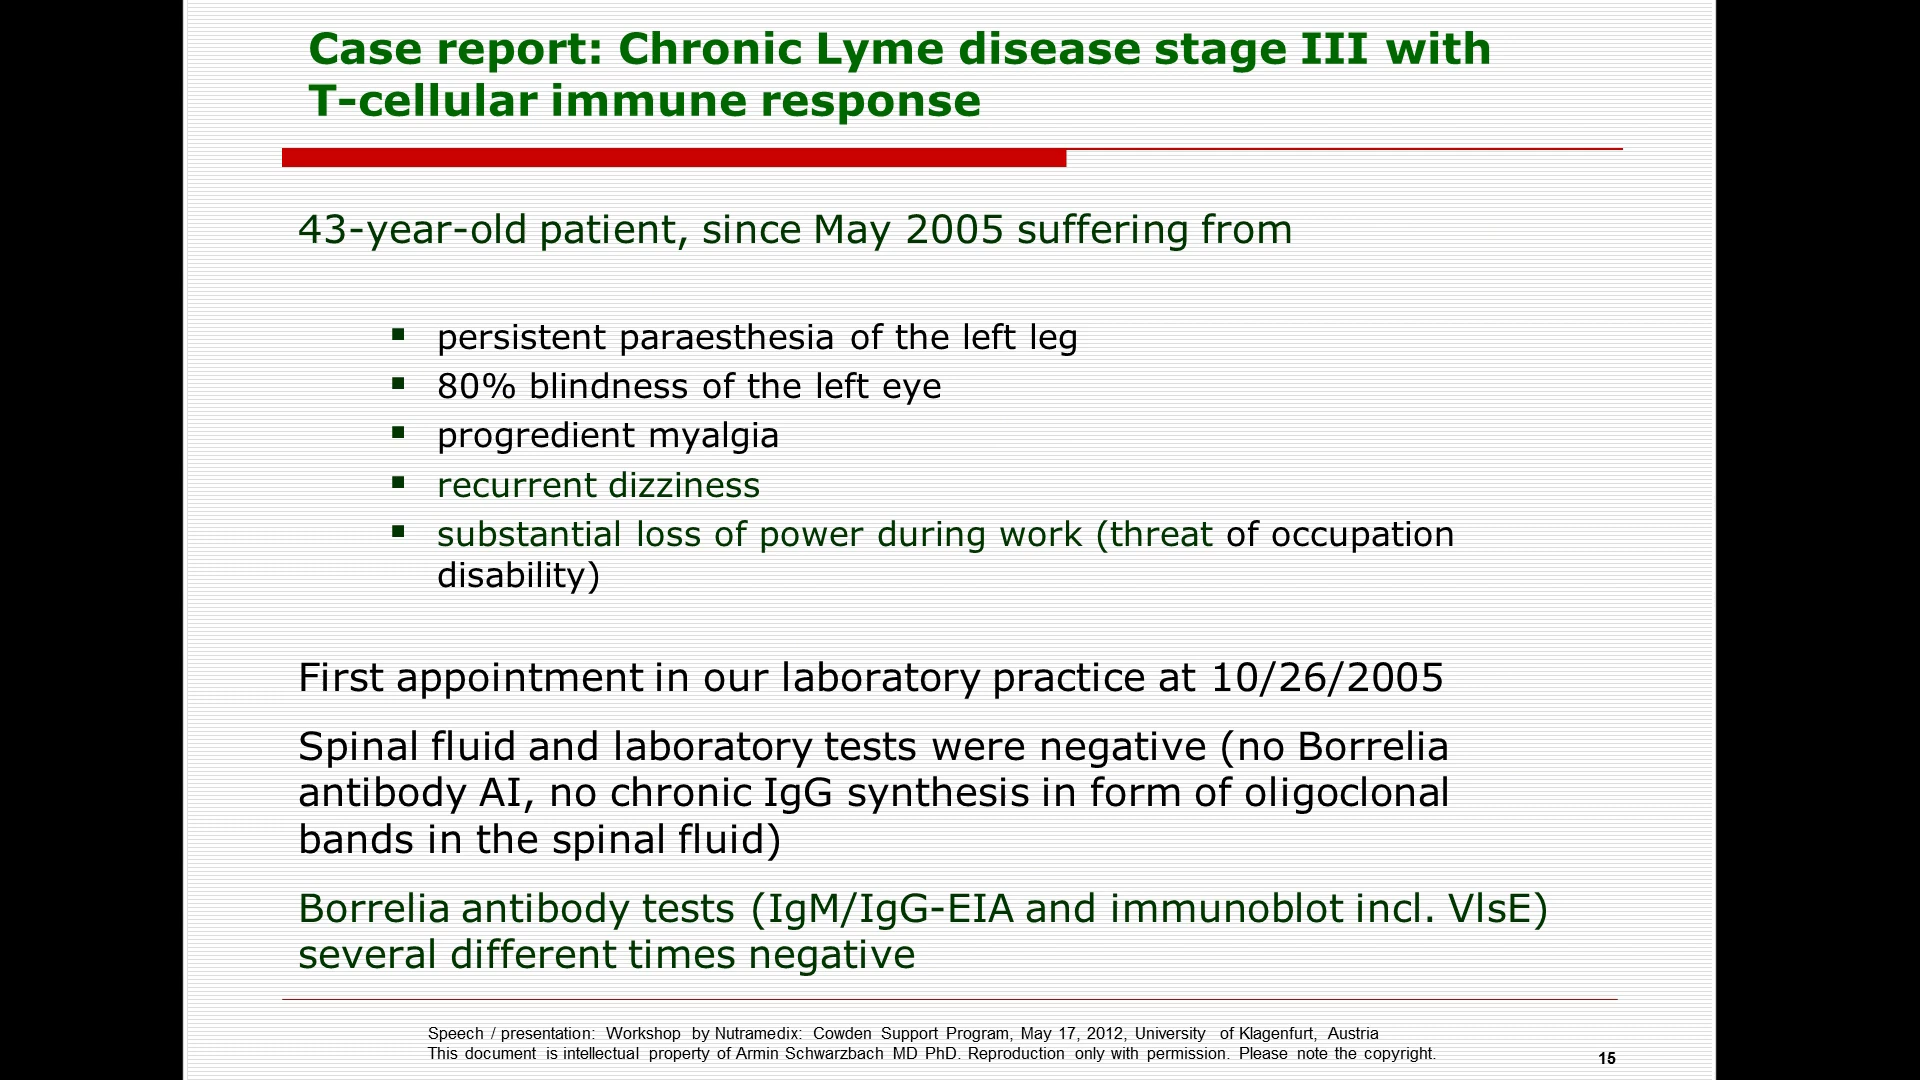 Case report: Chronic Lyme disease stage III with
T-cellular immune response
43-year-old patient, since May 2005 suffering from
▪ persistent paraesthesia of the left leg
▪ 80% blindness of the left eye
▪ progredient myalgia
▪ recurrent dizziness
▪ substantial loss of power during work (threat of occupation
disability)
First appointment in our laboratory practice at 10/26/2005
Spinal fluid and laboratory tests were negative (no Borrelia
antibody AI, no chronic IgG synthesis in form of oligoclonal
bands in the spinal fluid)
Borrelia antibody tests (IgM/IgG-EIA and immunoblot incl. VlsE)
several different times negative
Speech / presentation: Workshop by Nutramedix: Cowden Support Program, May 17, 2012, University of Klagenfurt, Austria
This document is intellectual property of Armin Schwarzbach MD PhD. Reproduction only with permission. Please note the copyright.
15